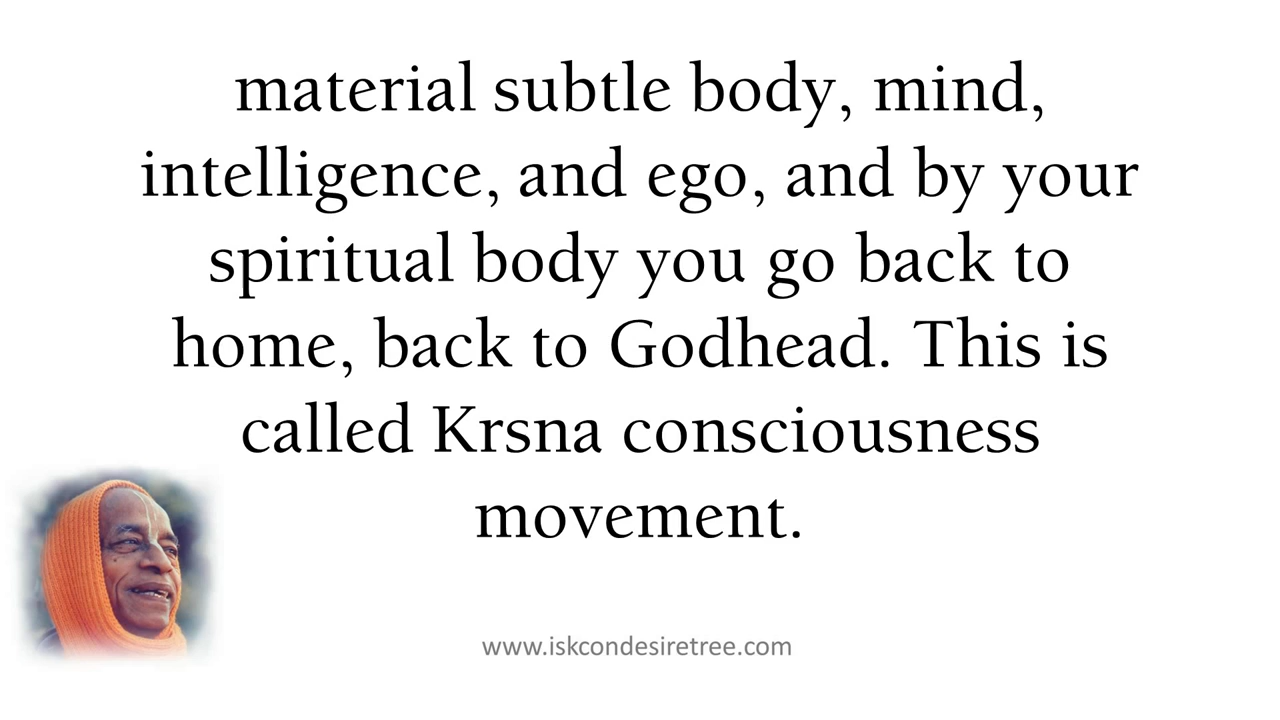 material subtle body, mind,
intelligence, and ego, and by your
spiritual body you go back to
home, back to Godhead. This is
called Krsna consciousness
movement.
www.iskcondesiretree.com